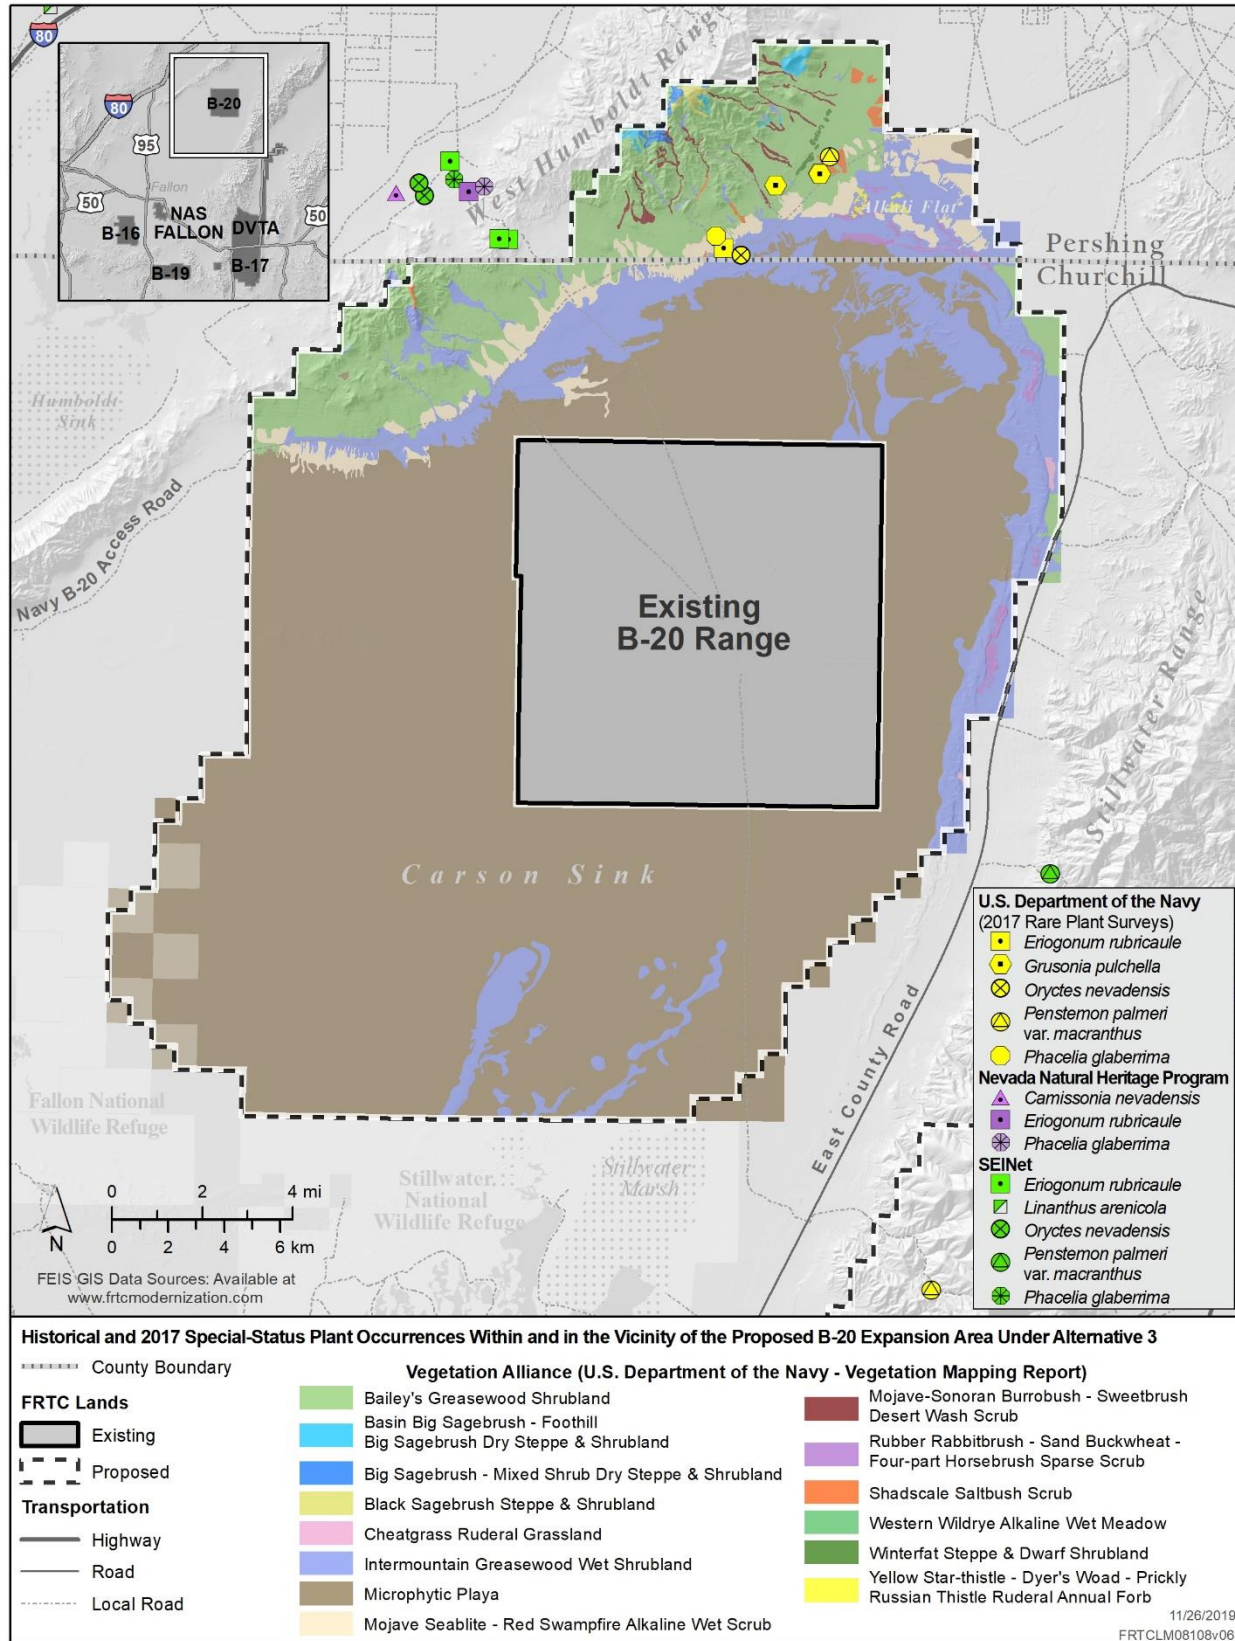 80
80
B-20
95
Fallon
50
NAS
FALLON
DVTA
50
B-16
B-19
B-17
West Humboldt Range
Alkali Flat
Pershing
Churchill
Humboldt
Sink
Navy B-20 Access Road
Existing
B-20 Range
Stillwater Range
Carson Sink
East County Road
Fallon National
Wildlife Refuge
Stillwater
National
Wildlife Refuge
Stillwater
Marsh
U.S. Department of the Navy
(2017 Rare Plant Surveys)
Eriogonum rubricaule
Grusonia pulchella
Oryctes nevadensis
Penstemon palmeri
var. macranthus
Phacelia glaberrima
Nevada Natural Heritage Program
Camissonia nevadensis
Eriogonum rubricaule
Phacelia glaberrima
SEINet
Eriogonum rubricaule
Linanthus arenicola
Oryctes nevadensis
Penstemon palmeri
var. macranthus
Phacelia glaberrima
N
0 2 4 mi
0 2 4 6 km
FEIS GIS Data Sources: Available at
www.frtcmodernization.com
Historical and 2017 Special-Status Plant Occurrences Within and in the Vicinity of the Proposed B-20 Expansion Area Under Alternative 3
County Boundary
FRTC Lands
Existing
Proposed
Transportation
Highway
Road
Local Road
Vegetation Alliance (U.S. Department of the Navy - Vegetation Mapping Report)
Bailey's Greasewood Shrubland
Basin Big Sagebrush - Foothill
Big Sagebrush Dry Steppe & Shrubland
Big Sagebrush - Mixed Shrub Dry Steppe & Shrubland
Black Sagebrush Steppe & Shrubland
Cheatgrass Ruderal Grassland
Intermountain Greasewood Wet Shrubland
Microphytic Playa
Mojave Seablite - Red Swampfire Alkaline Wet Scrub
Mojave-Sonoran Burrobush - Sweetbrush
Desert Wash Scrub
Rubber Rabbitbrush - Sand Buckwheat -
Four-part Horsebrush Sparse Scrub
Shadscale Saltbush Scrub
Western Wildrye Alkaline Wet Meadow
Winterfat Steppe & Dwarf Shrubland
Yellow Star-thistle - Dyer's Woad - Prickly
Russian Thistle Ruderal Annual Forb
11/26/2019
FRTCLM08108v06